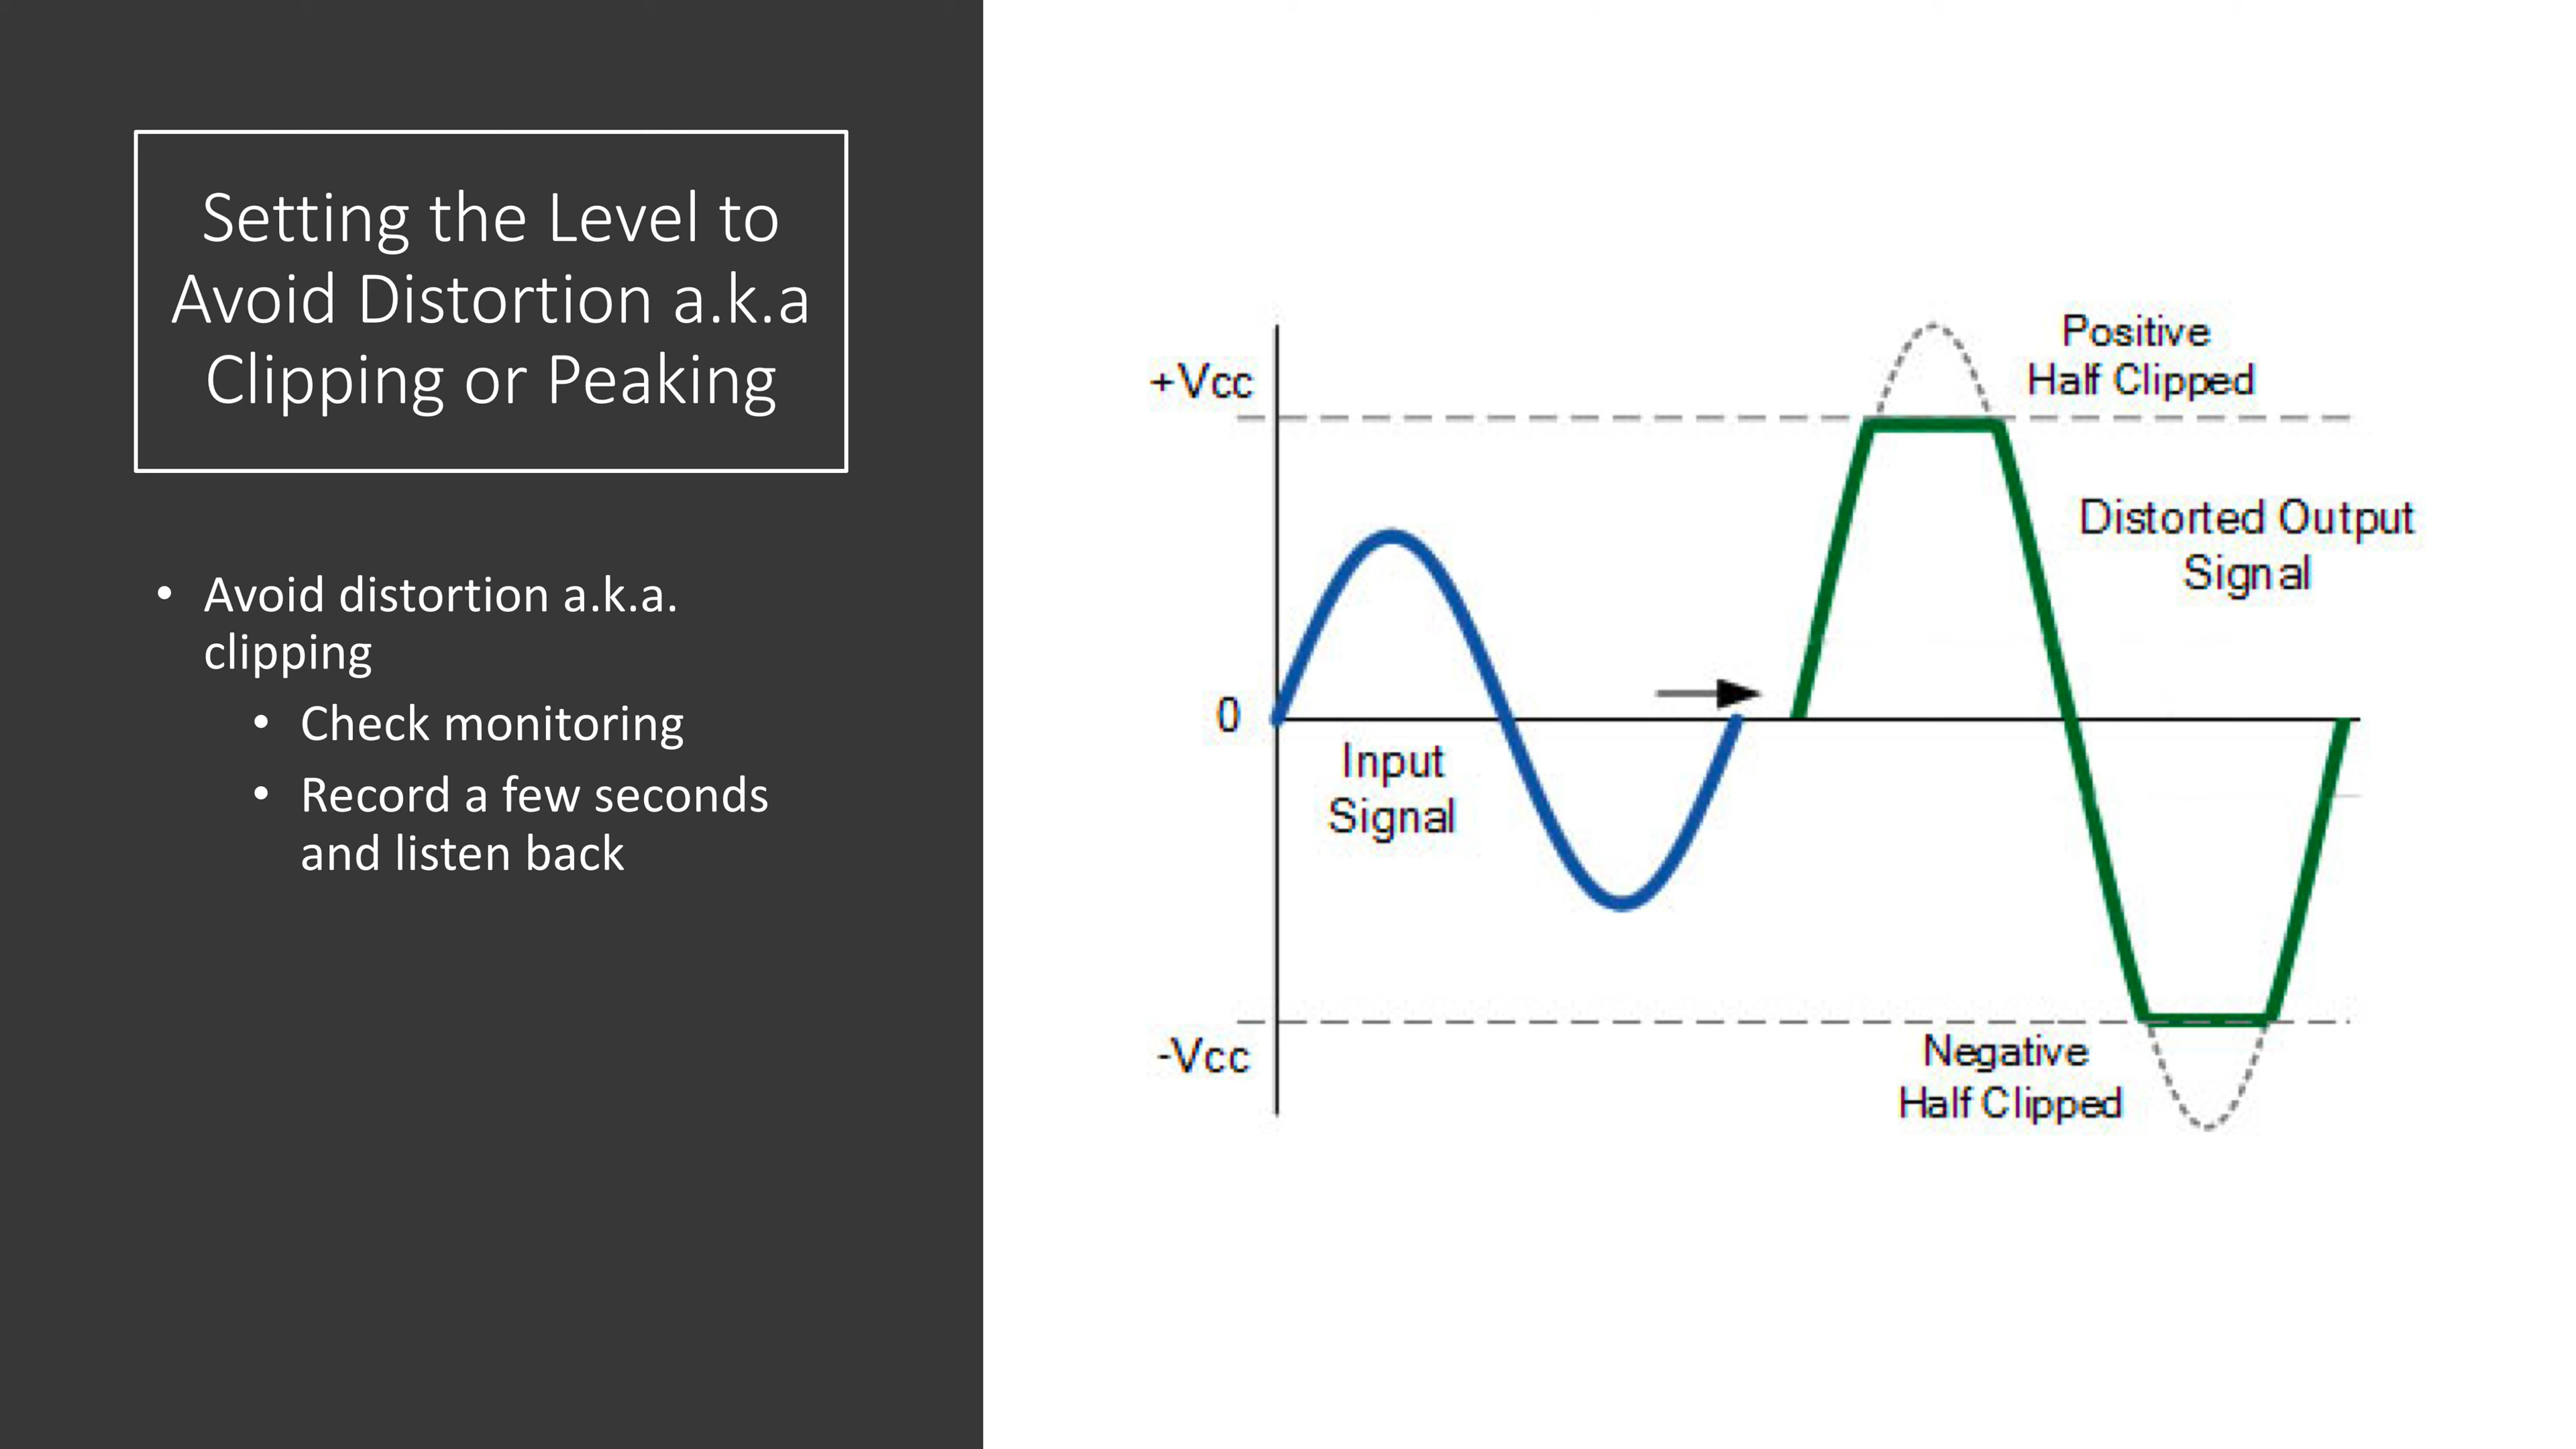 Setting the Level to
Avoid Distortion a.k.a
Clipping or Peaking
• Avoid distortion a.k.a.
clipping
• Check monitoring
• Record a few seconds
and listen back
+Vcc
0
-Vcc
Input
Signal
Positive
Half Clipped
Distorted Output
Signal
Negative
Half Clipped